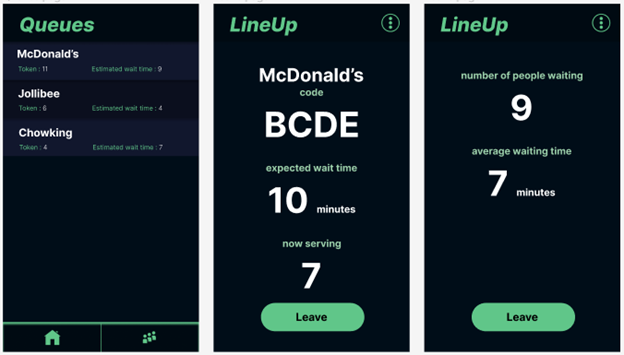 Queues
McDonald's
Token : 11 Estimated wait time : 9
Jollibee
Token : 6 Estimated wait time : 4
Chowking
Token : 4 Estimated wait time : 7
LineUp
McDonald's
code
BCDE
expected wait time
10 minutes
now serving
7
Leave
LineUp
number of people waiting
9
average waiting time
7 minutes
Leave